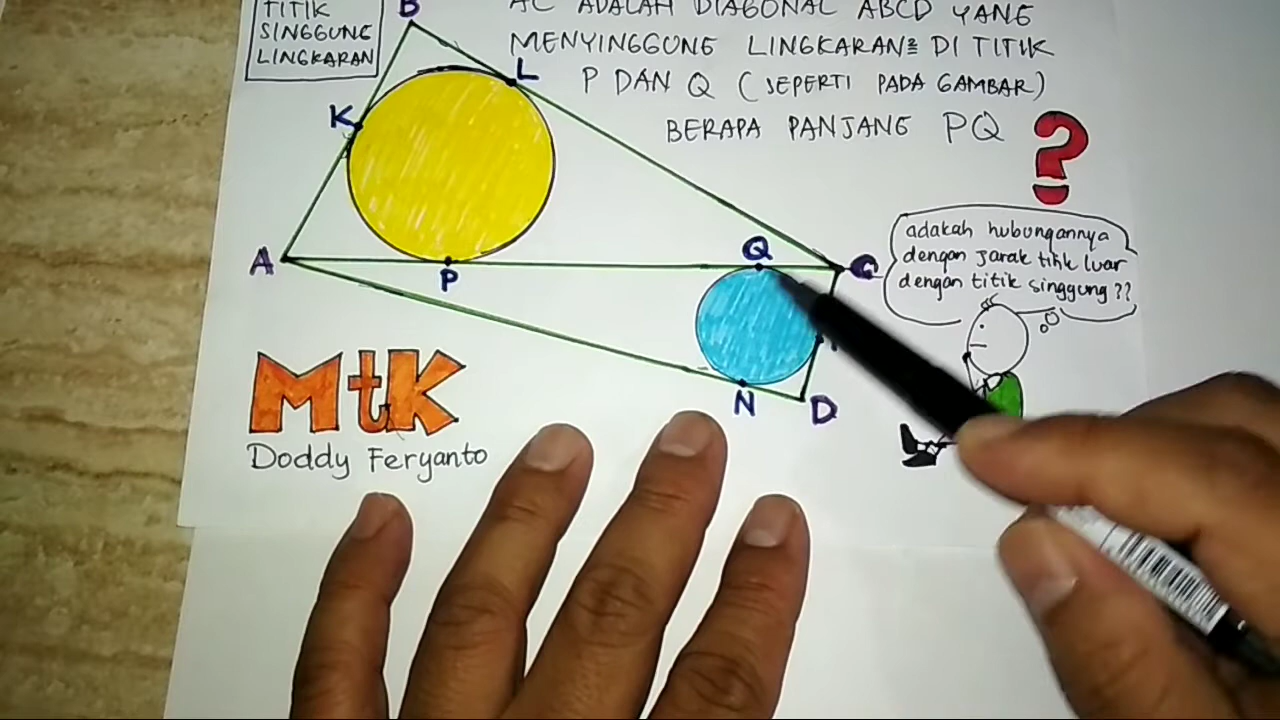 TITIK
SINGGUNG
LINGKARAN
AC ADALAH DIAGONAL ABCD YANG
MENYINGGUNG LINGKARAN² DI TITIK
P DAN Q (SEPERTI PADA GAMBAR)
BERAPA PANJANG PQ ?
B
L
K
A
P
Q
C
N
D
adakah hubungannya
dengan jarak titik luar
dengan titik singgung ??
MtK
Doddy Feryanto